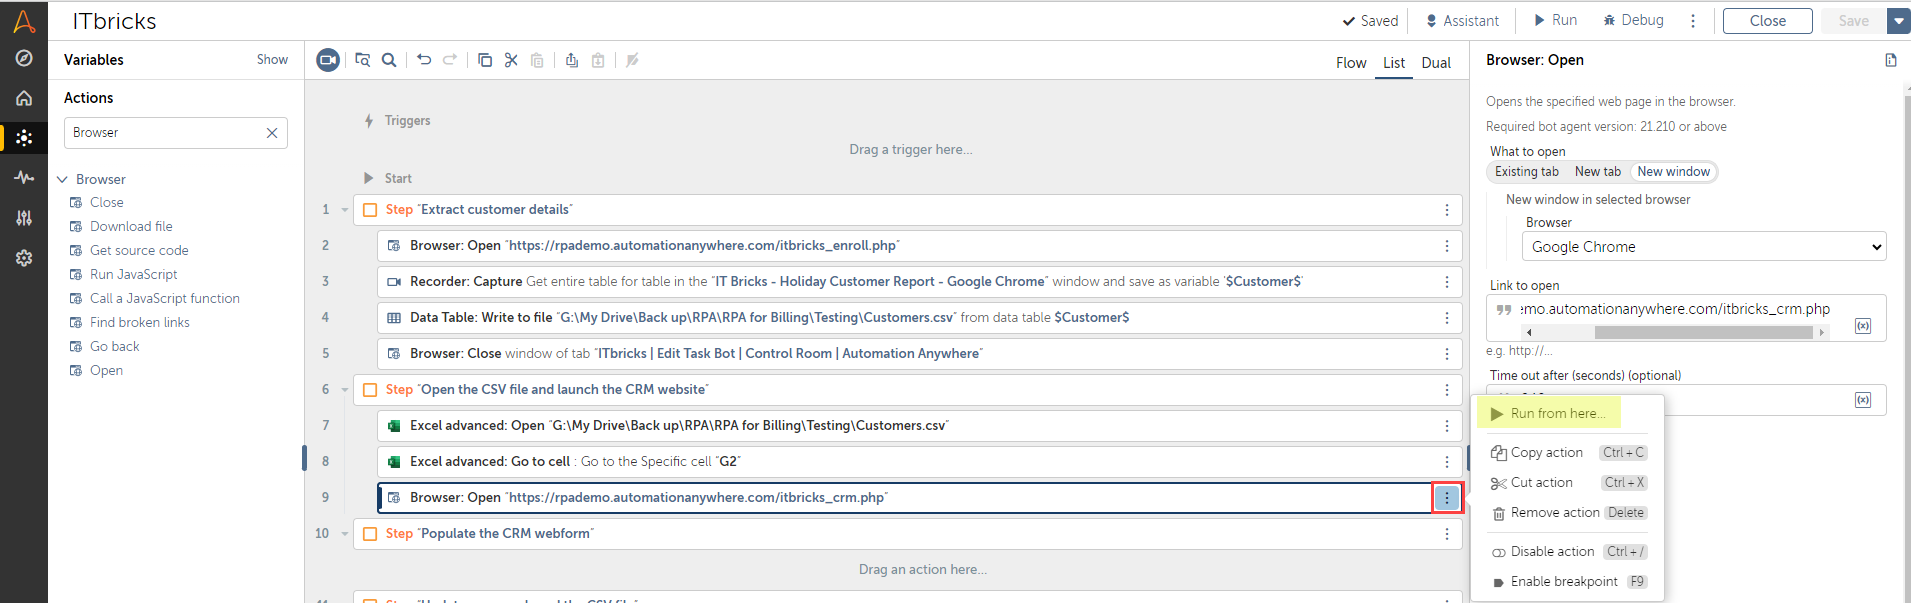 ITbricks
Saved
Assistant
Run
Debug
Close
Save
Variables
Show
Flow
List
Dual
Browser: Open
Actions
Browser
Opens the specified web page in the browser.
Required bot agent version: 21.210 or above
Triggers
Drag a trigger here...
What to open
Existing tab
New tab
New window
Browser
Close
Download file
Get source code
Run JavaScript
Call a JavaScript function
Find broken links
Go back
Open
Start
1 Step "Extract customer details"
2 Browser: Open "https://rpademo.automationanywhere.com/itbricks_enroll.php"
3 Recorder: Capture Get entire table for table in the "IT Bricks - Holiday Customer Report - Google Chrome" window and save as variable '$Customer$'
4 Data Table: Write to file "G:\My Drive\Back up\RPA\RPA for Billing\Testing\Customers.csv" from data table $Customer$
5 Browser: Close window of tab "ITbricks | Edit Task Bot | Control Room | Automation Anywhere"
6 Step "Open the CSV file and launch the CRM website"
7 Excel advanced: Open "G:\My Drive\Back up\RPA\RPA for Billing\Testing\Customers.csv"
8 Excel advanced: Go to cell : Go to the Specific cell "G2"
9 Browser: Open "https://rpademo.automationanywhere.com/itbricks_crm.php"
10 Step "Populate the CRM webform"
Drag an action here...
New window in selected browser
Browser
Google Chrome
Link to open
emo.automationanywhere.com/itbricks_crm.php
(x)
e.g. http://...
Time out after (seconds) (optional)
(x)
Run from here...
Copy action Ctrl + C
Cut action Ctrl + X
Remove action Delete
Disable action Ctrl + /
Enable breakpoint F9